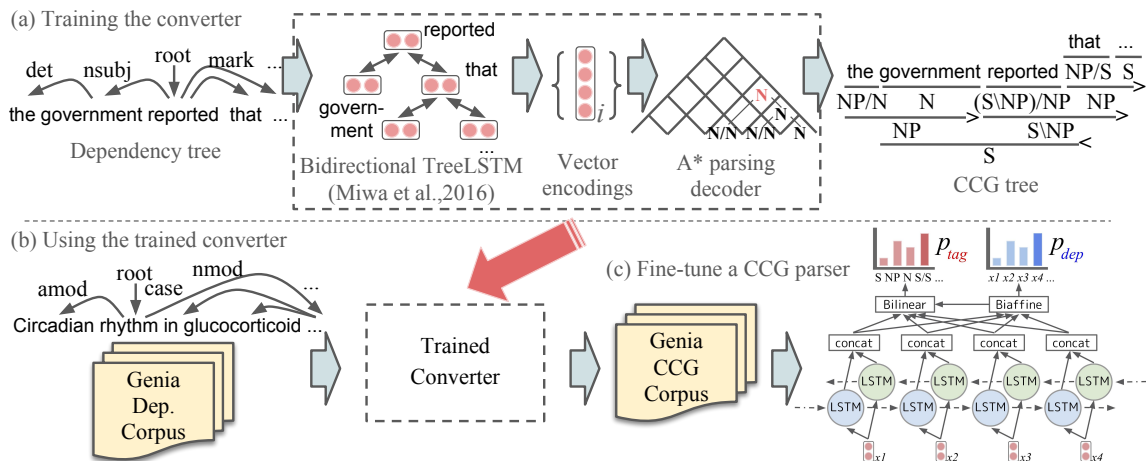 (a) Training the converter
det nsubj root mark ...
the government reported that ...
Dependency tree
reported
that
govern-
ment
...
Bidirectional TreeLSTM
(Miwa et al.,2016)
i
Vector
encodings
N
N
N/N N/N N
A* parsing
decoder
that ...
the government reported NP/S S
NP/N N (S\NP)/NP NP
NP S\NP
S
CCG tree
(b) Using the trained converter
amod root case nmod ...
Circadian rhythm in glucocorticoid ...
Genia
Dep.
Corpus
Trained
Converter
(c) Fine-tune a CCG parser
Genia
CCG
Corpus
p_tag p_dep
S NP N S/S ... x1 x2 x3 x4 ...
Bilinear Biaffine
concat concat concat concat
LSTM LSTM LSTM LSTM
LSTM LSTM LSTM LSTM
x1 x2 x3 x4